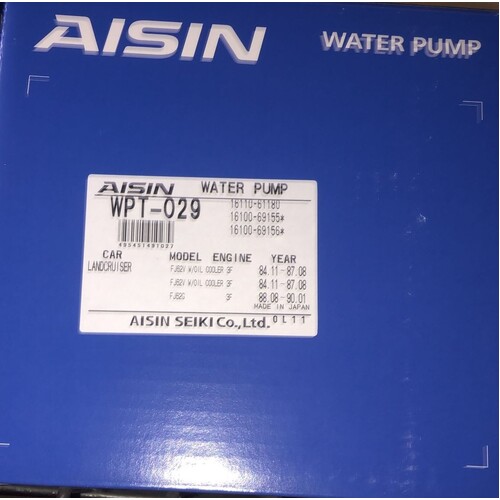 AISIN WATER PUMP
AISIN WATER PUMP
WPT-029 16110-61180
16100-69155#
16100-69156#
CAR MODEL ENGINE YEAR
LANDCRUISER FJ62V W/OIL COOLER 3F 84.11-87.08
FJ62V W/OIL COOLER 3F 84.11-87.08
FJ62G 3F 88.08-90.01
MADE IN JAPAN
AISIN SEIKI Co., Ltd. 0L11